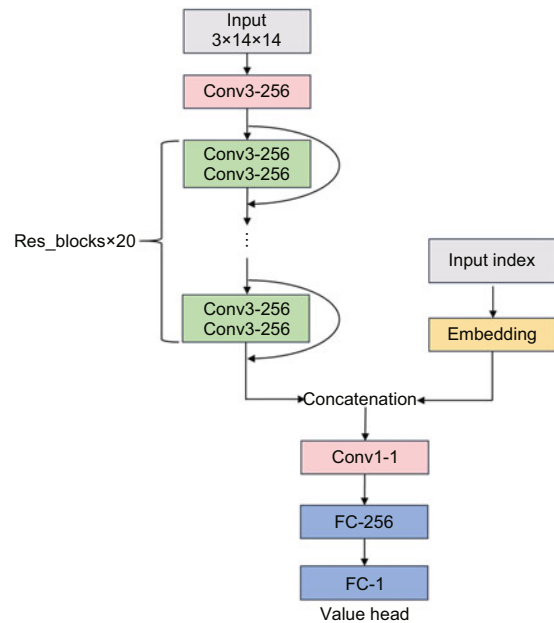 Input
3×14×14
Conv3-256
Conv3-256
Conv3-256
Res_blocks×20
⋮
Input index
Conv3-256
Conv3-256
Embedding
Concatenation
Conv1-1
FC-256
FC-1
Value head